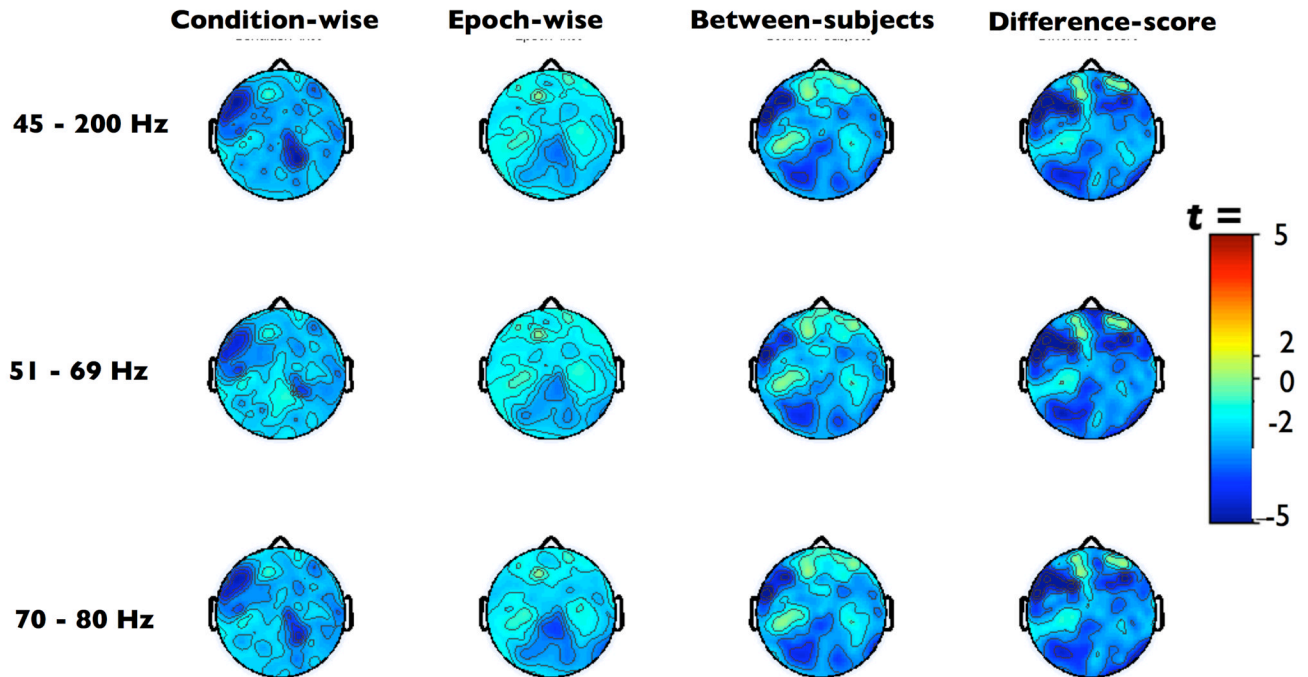 Condition-wise Epoch-wise Between-subjects Difference-score
45 - 200 Hz
t =
5
2
0
-2
-5
51 - 69 Hz
70 - 80 Hz